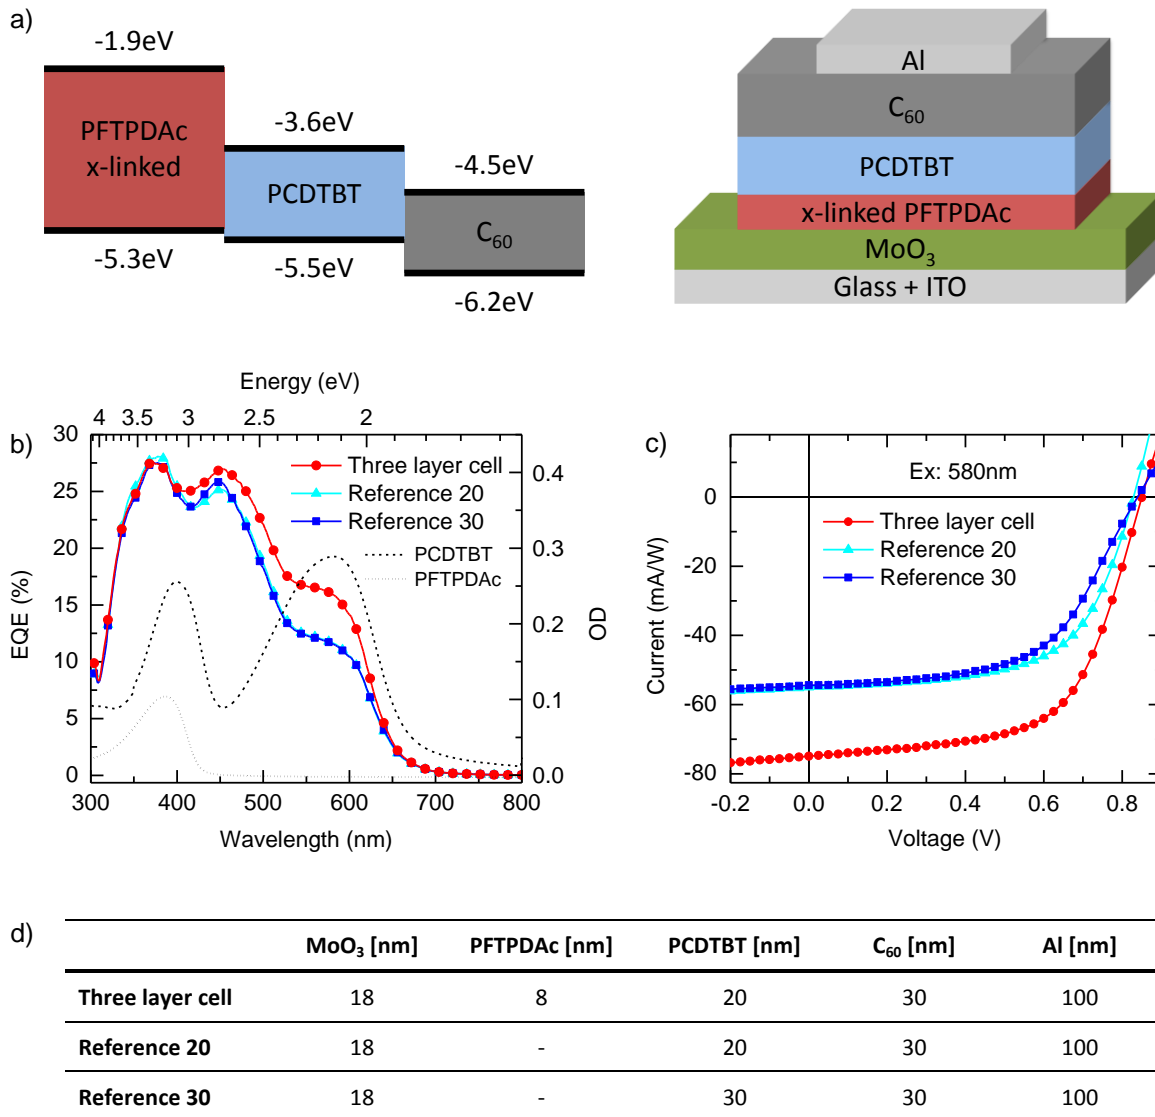 a)
-1.9eV
PFTPDAc
x-linked
-5.3eV
-3.6eV
PCDTBT
-5.5eV
-4.5eV
C60
-6.2eV
Al
C60
PCDTBT
x-linked PFTPDAc
MoO3
Glass + ITO
b)
Energy (eV)
4 3.5 3 2.5 2
30
25
20
15
10
5
0
EQE (%)
Three layer cell
Reference 20
Reference 30
PCDTBT
PFTPDAc
0.4
0.3
0.2
0.1
0.0
OD
300 400 500 600 700 800
Wavelength (nm)
c)
Ex: 580nm
Three layer cell
Reference 20
Reference 30
0
-20
-40
-60
-80
Current (mA/W)
-0.2 0.0 0.2 0.4 0.6 0.8
Voltage (V)
d)
MoO3 [nm] PFTPDAc [nm] PCDTBT [nm] C60 [nm] Al [nm]
Three layer cell 18 8 20 30 100
Reference 20 18 - 20 30 100
Reference 30 18 - 30 30 100